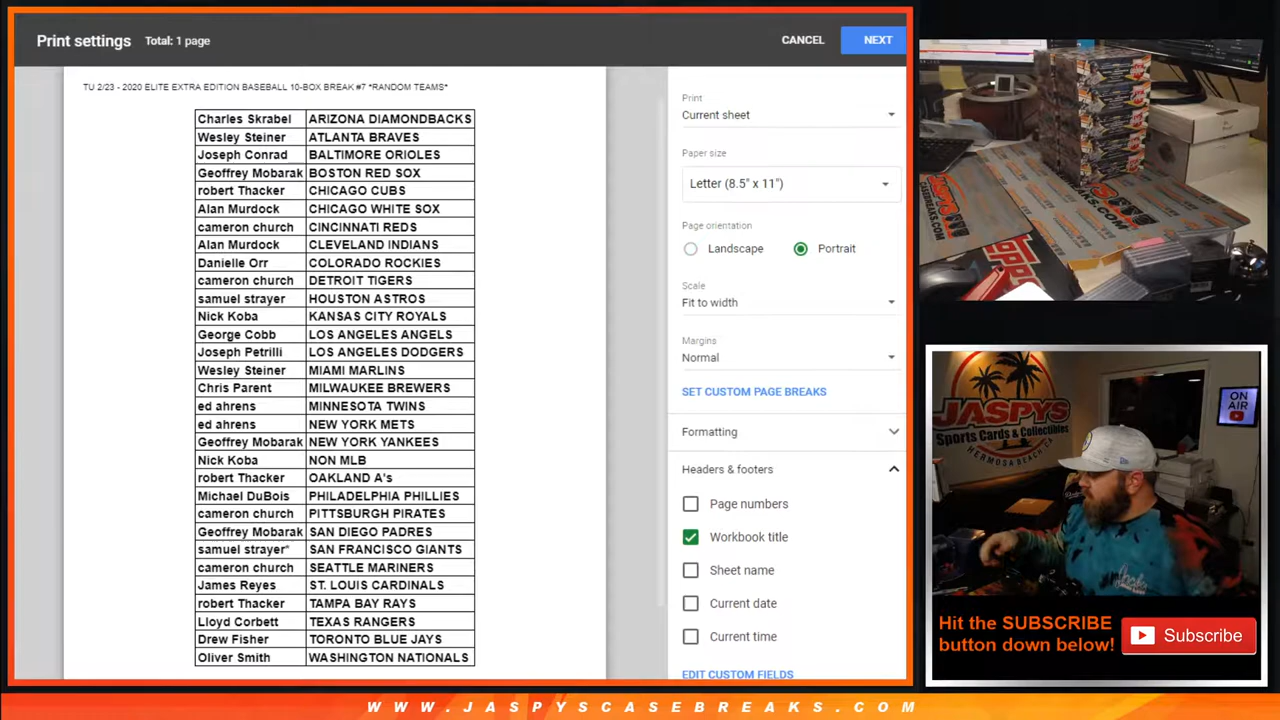 Print settings Total: 1 page CANCEL NEXT
TU 2/23 - 2020 ELITE EXTRA EDITION BASEBALL 10-BOX BREAK #7 *RANDOM TEAMS*
Charles Skrabel ARIZONA DIAMONDBACKS
Wesley Steiner ATLANTA BRAVES
Joseph Conrad BALTIMORE ORIOLES
Geoffrey Mobarak BOSTON RED SOX
robert Thacker CHICAGO CUBS
Alan Murdock CHICAGO WHITE SOX
cameron church CINCINNATI REDS
Alan Murdock CLEVELAND INDIANS
Danielle Orr COLORADO ROCKIES
cameron church DETROIT TIGERS
samuel strayer HOUSTON ASTROS
Nick Koba KANSAS CITY ROYALS
George Cobb LOS ANGELES ANGELS
Joseph Petrilli LOS ANGELES DODGERS
Wesley Steiner MIAMI MARLINS
Chris Parent MILWAUKEE BREWERS
ed ahrens MINNESOTA TWINS
ed ahrens NEW YORK METS
Geoffrey Mobarak NEW YORK YANKEES
Nick Koba NON MLB
robert Thacker OAKLAND A's
Michael DuBois PHILADELPHIA PHILLIES
cameron church PITTSBURGH PIRATES
Geoffrey Mobarak SAN DIEGO PADRES
samuel strayer* SAN FRANCISCO GIANTS
cameron church SEATTLE MARINERS
James Reyes ST. LOUIS CARDINALS
robert Thacker TAMPA BAY RAYS
Lloyd Corbett TEXAS RANGERS
Drew Fisher TORONTO BLUE JAYS
Oliver Smith WASHINGTON NATIONALS
Print
Current sheet
Paper size
Letter (8.5" x 11")
Page orientation
Landscape Portrait
Scale
Fit to width
Margins
Normal
SET CUSTOM PAGE BREAKS
Formatting
Headers & footers
Page numbers
Workbook title
Sheet name
Current date
Current time
EDIT CUSTOM FIELDS
JASPYS
CASEBREAKS.COM
topps
JASPYS
Sports Cards & Collectibles
HERMOSA BEACH
ON
AIR
Hit the SUBSCRIBE
button down below!
Subscribe
WWW.JASPYSCASEBREAKS.COM